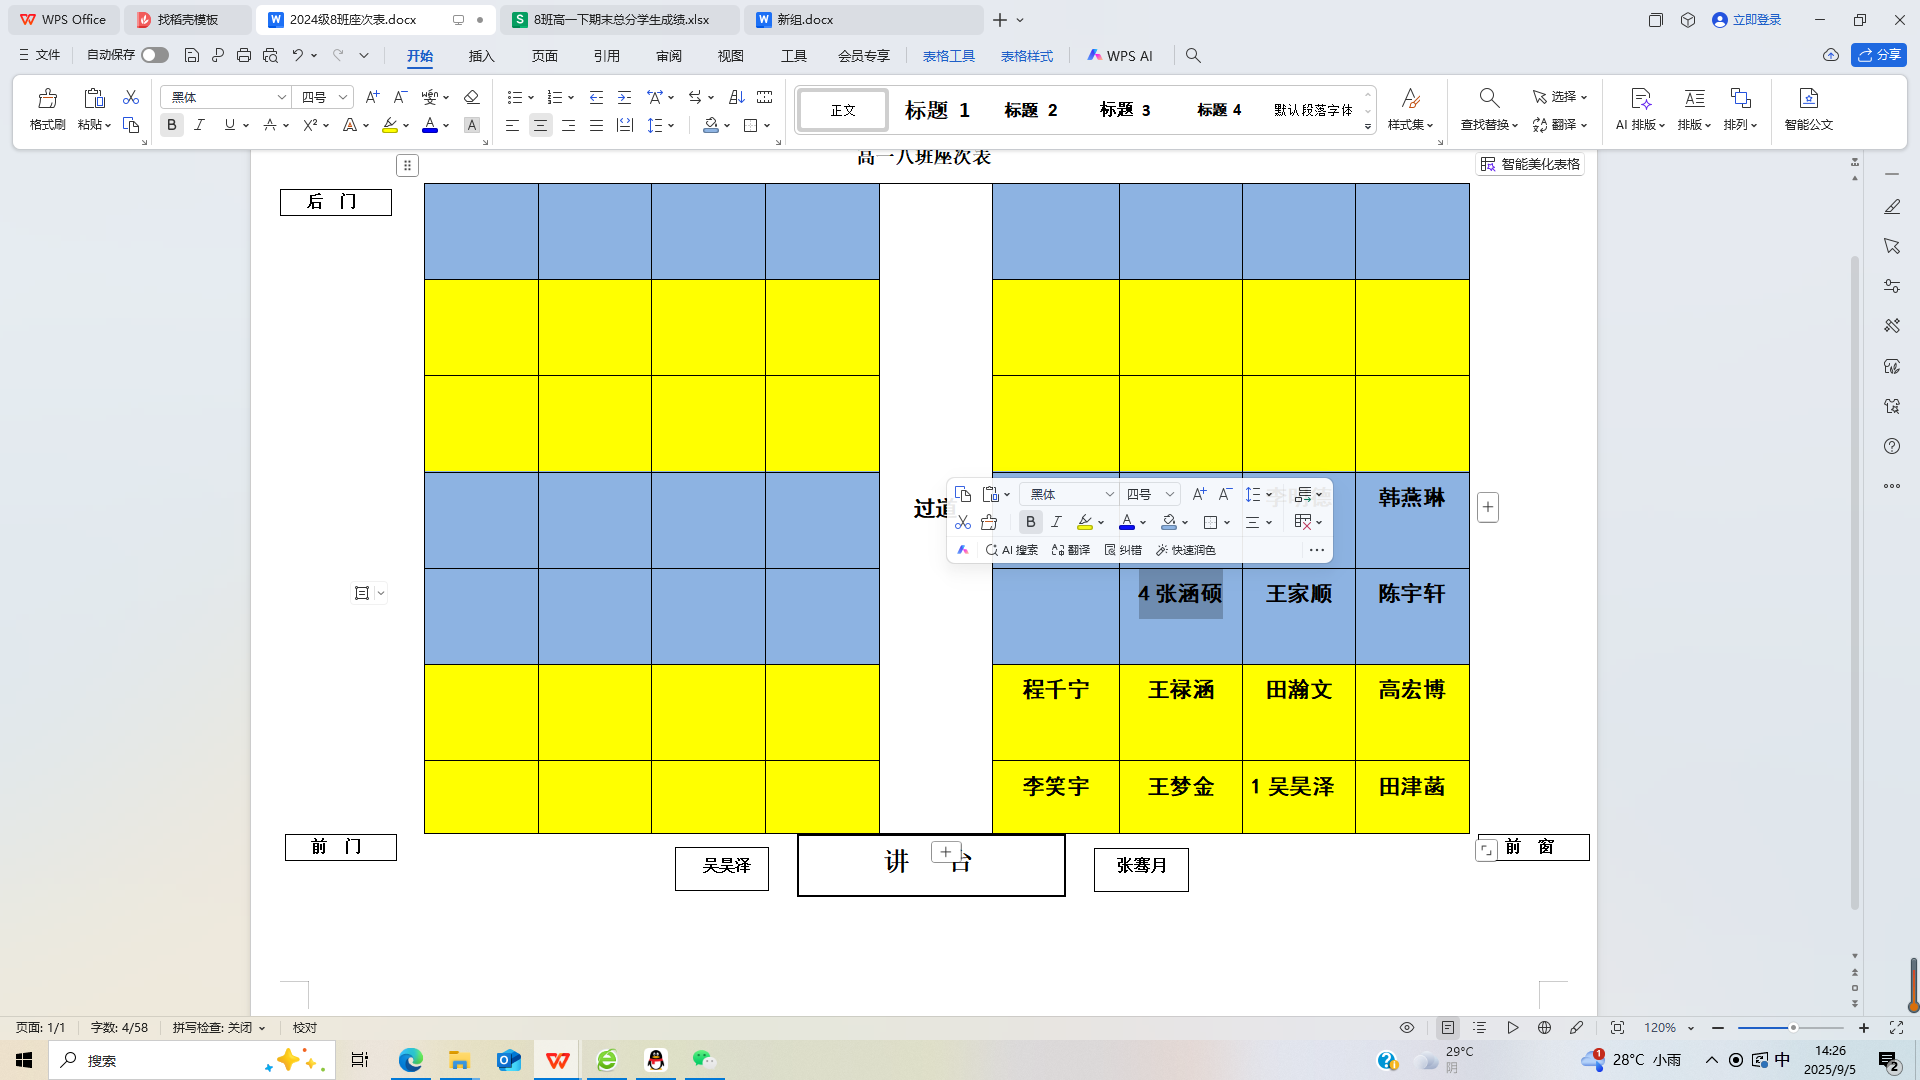 WPS Office
找稻壳模板
2024级8班座次表.docx
8班高一下期末总分学生成绩.xlsx
新组.docx
立即登录
文件
自动保存
开始
插入
页面
引用
审阅
视图
工具
会员专享
表格工具
表格样式
WPS AI
分享
格式刷
粘贴
黑体
四号
正文
标题 1
标题 2
标题 3
标题 4
默认段落字体
样式集
查找替换
选择
翻译
AI 排版
排版
排列
智能公文
高一八班座次表
智能美化表格
后 门
过道
黑体
四号
AI 搜索
翻译
纠错
快速润色
韩燕琳
4 张涵硕
王家顺
陈宇轩
程千宁
王禄涵
田瀚文
高宏博
李笑宇
王梦金
1 吴昊泽
田津菡
前 门
吴昊泽
讲 台
张骞月
前 窗
页面: 1/1
字数: 4/58
拼写检查: 关闭
校对
120%
搜索
29°C
阴
28°C 小雨
中
14:26
2025/9/5